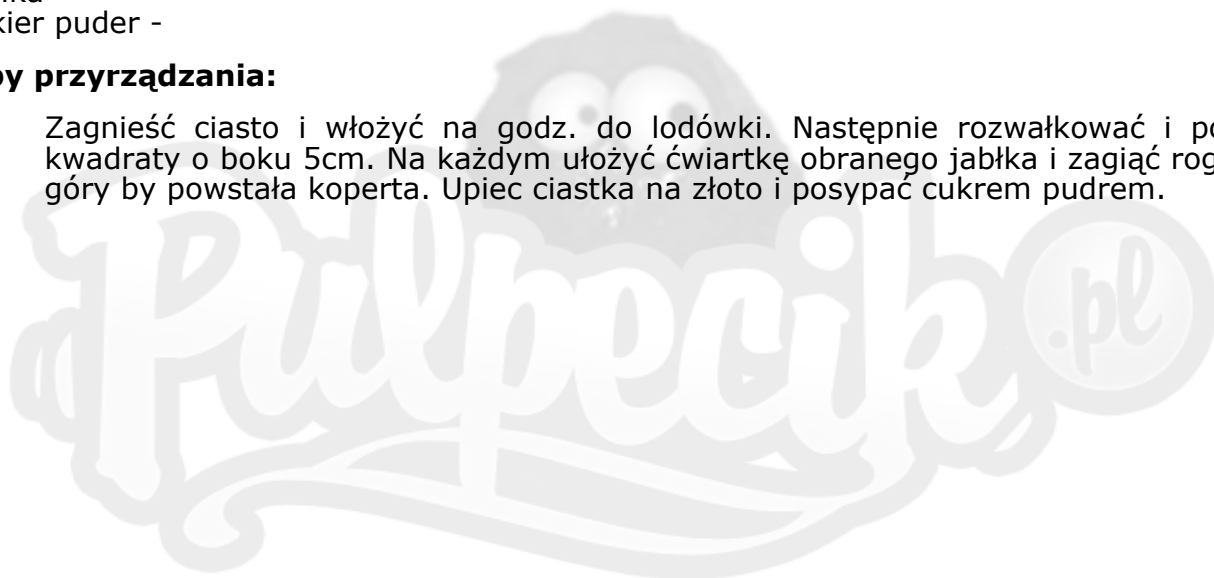 kier puder -
by przyrządzania:
Zagnieść ciasto i włożyć na godz. do lodówki. Następnie rozwałkować i po
kwadraty o boku 5cm. Na każdym ułożyć ćwiartkę obranego jabłka i zagiąć rog
góry by powstała koperta. Upiec ciastka na złoto i posypać cukrem pudrem.
Pulpecik.pl